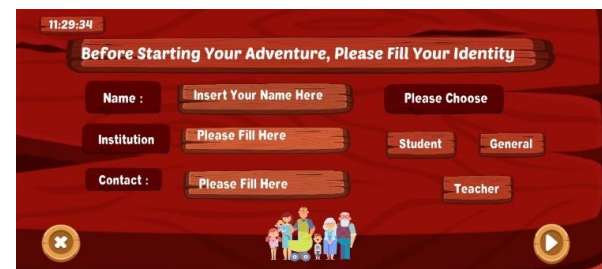 11:29:34
Before Starting Your Adventure, Please Fill Your Identity
Name :
Insert Your Name Here
Please Choose
Institution
Please Fill Here
Student
General
Contact :
Please Fill Here
Teacher